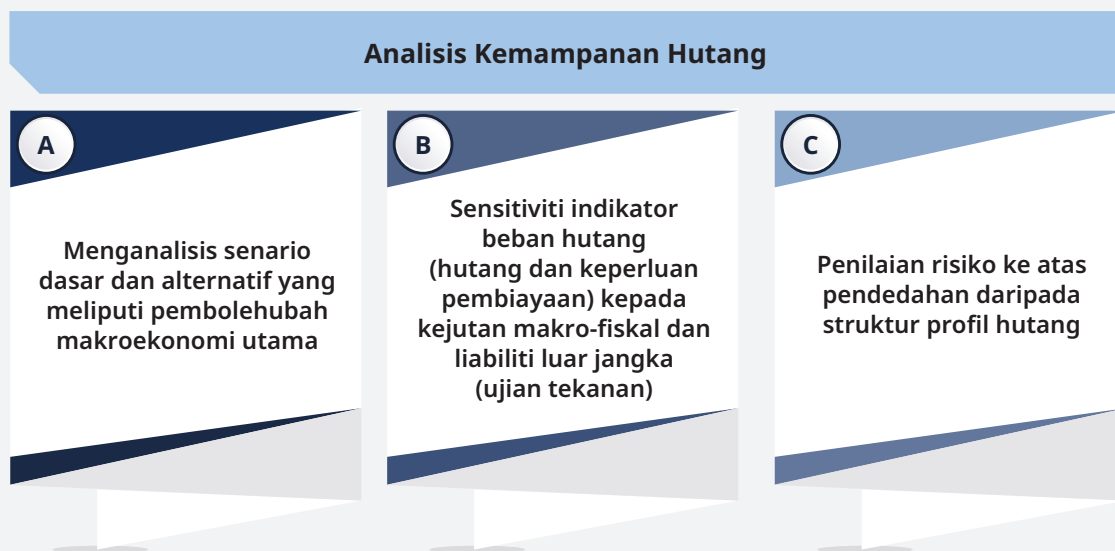 Analisis Kemampanan Hutang
A
Menganalisis senario
dasar dan alternatif yang
meliputi pembolehubah
makroekonomi utama
B
Sensitiviti indikator
beban hutang
(hutang dan keperluan
pembiayaan) kepada
kejutan makro-fiskal dan
liabiliti luar jangka
(ujian tekanan)
C
Penilaian risiko ke atas
pendedahan daripada
struktur profil hutang